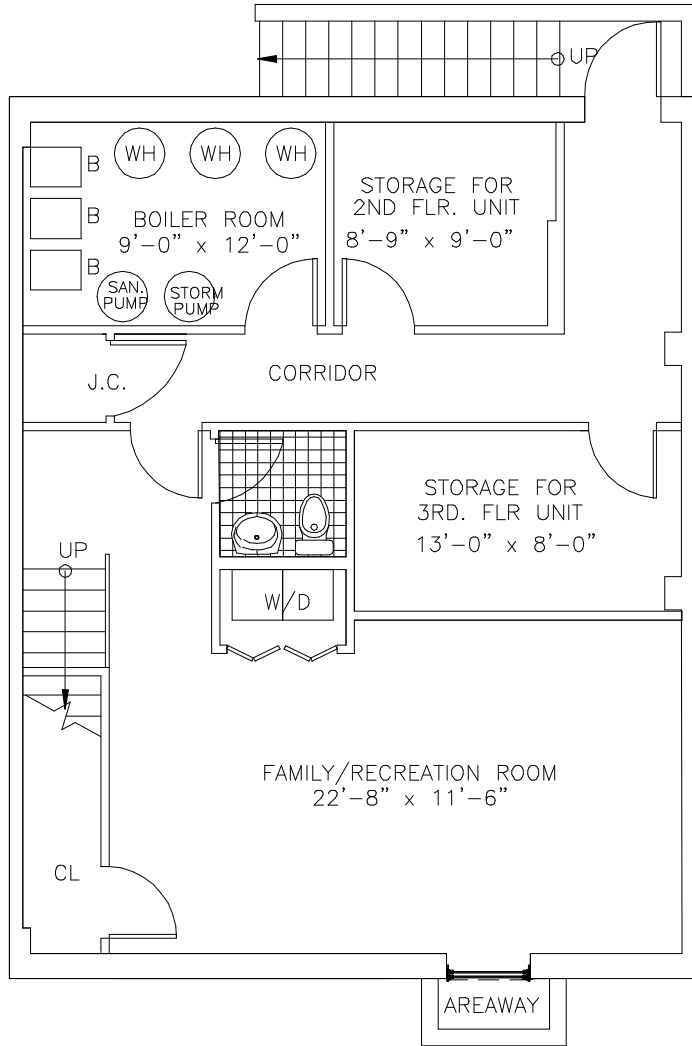 UP
WH
WH
WH
B
B
B
BOILER ROOM
9'-0" x 12'-0"
SAN.
PUMP
STORM
PUMP
STORAGE FOR
2ND FLR. UNIT
8'-9" x 9'-0"
J.C.
CORRIDOR
STORAGE FOR
3RD. FLR UNIT
13'-0" x 8'-0"
UP
W/D
FAMILY/RECREATION ROOM
22'-8" x 11'-6"
CL
AREAWAY